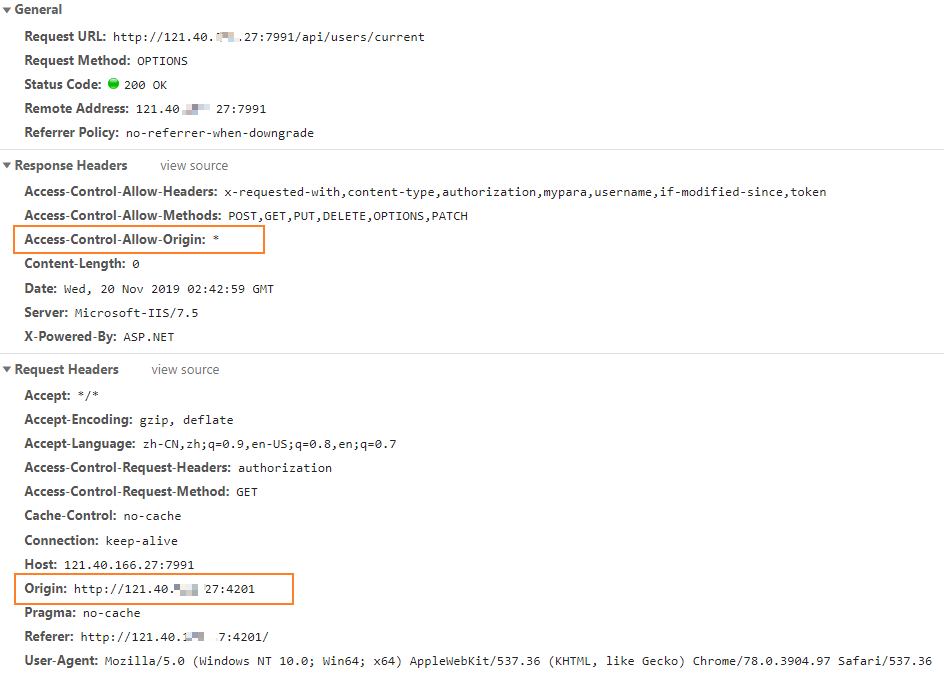 General
Request URL: http://121.40. .27:7991/api/users/current
Request Method: OPTIONS
Status Code: 200 OK
Remote Address: 121.40 27:7991
Referrer Policy: no-referrer-when-downgrade
Response Headers view source
Access-Control-Allow-Headers: x-requested-with,content-type,authorization,mypara,username,if-modified-since,token
Access-Control-Allow-Methods: POST,GET,PUT,DELETE,OPTIONS,PATCH
Access-Control-Allow-Origin: *
Content-Length: 0
Date: Wed, 20 Nov 2019 02:42:59 GMT
Server: Microsoft-IIS/7.5
X-Powered-By: ASP.NET
Request Headers view source
Accept: */*
Accept-Encoding: gzip, deflate
Accept-Language: zh-CN,zh;q=0.9,en-US;q=0.8,en;q=0.7
Access-Control-Request-Headers: authorization
Access-Control-Request-Method: GET
Cache-Control: no-cache
Connection: keep-alive
Host: 121.40.166.27:7991
Origin: http://121.40. 27:4201
Pragma: no-cache
Referer: http://121.40.1 7:4201/
User-Agent: Mozilla/5.0 (Windows NT 10.0; Win64; x64) AppleWebKit/537.36 (KHTML, like Gecko) Chrome/78.0.3904.97 Safari/537.36